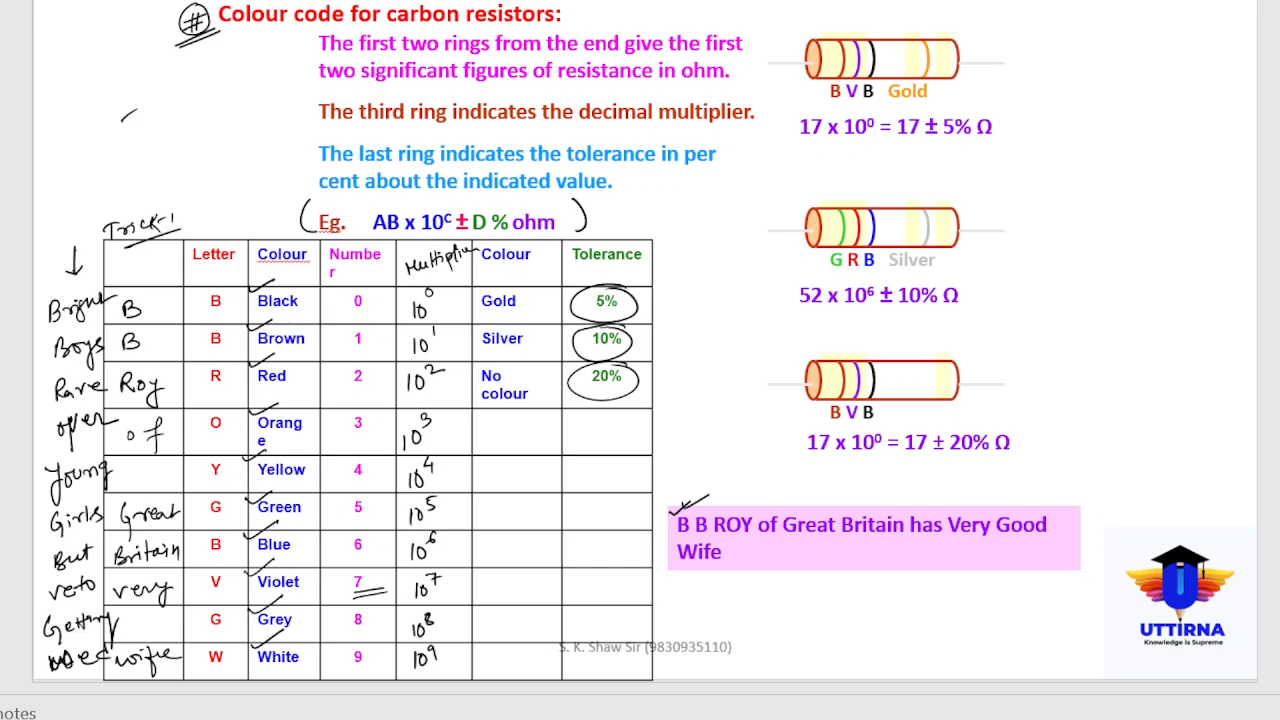 # Colour code for carbon resistors:
The first two rings from the end give the first
two significant figures of resistance in ohm.
The third ring indicates the decimal multiplier.
The last ring indicates the tolerance in per
cent about the indicated value.
( Eg. AB x 10ᶜ ± D % ohm )
B V B Gold
17 x 10⁰ = 17 ± 5% Ω
G R B Silver
52 x 10⁶ ± 10% Ω
B V B
17 x 10⁰ = 17 ± 20% Ω
Letter Colour Numbe r Multiplier Colour Tolerance
Bright B B Black 0 10⁰ Gold 5%
Boys B B Brown 1 10¹ Silver 10%
Rare Roy R Red 2 10² No colour 20%
of O Orang e 3 10³
Young Y Yellow 4 10⁴
Girls Great G Green 5 10⁵
But Britain B Blue 6 10⁶
veto very V Violet 7 10⁷
Getting G Grey 8 10⁸
wife W White 9 10⁹
B B ROY of Great Britain has Very Good
Wife
UTTIRNA
Knowledge is Supreme
S. K. Shaw Sir (9830935110)
notes